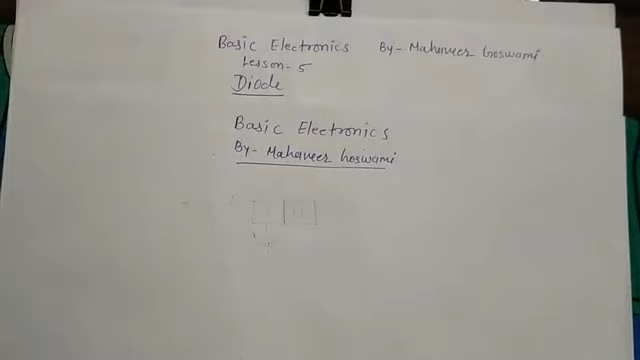 Basic Electronics By- Mahaveer Goswami
Lesson-5
Diode
Basic Electronics
By- Mahaveer Goswami